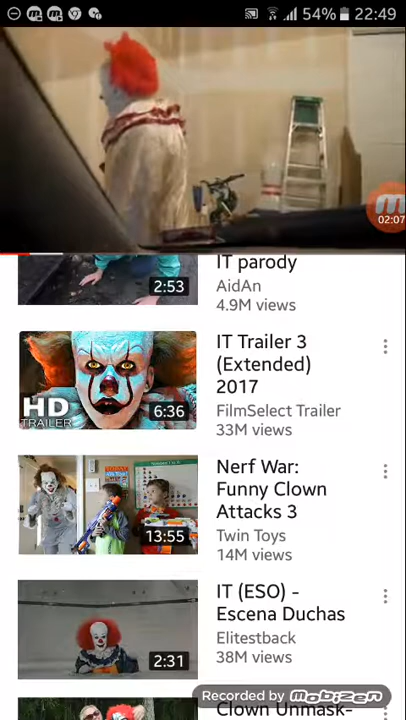 54% 22:49
02:07
IT parody
AidAn
4.9M views
2:53
IT Trailer 3
(Extended)
2017
FilmSelect Trailer
33M views
HD
TRAILER
6:36
Nerf War:
Funny Clown
Attacks 3
Twin Toys
14M views
13:55
IT (ESO) -
Escena Duchas
Elitestback
38M views
2:31
Recorded by MOBIZEN
Clown Unmask-